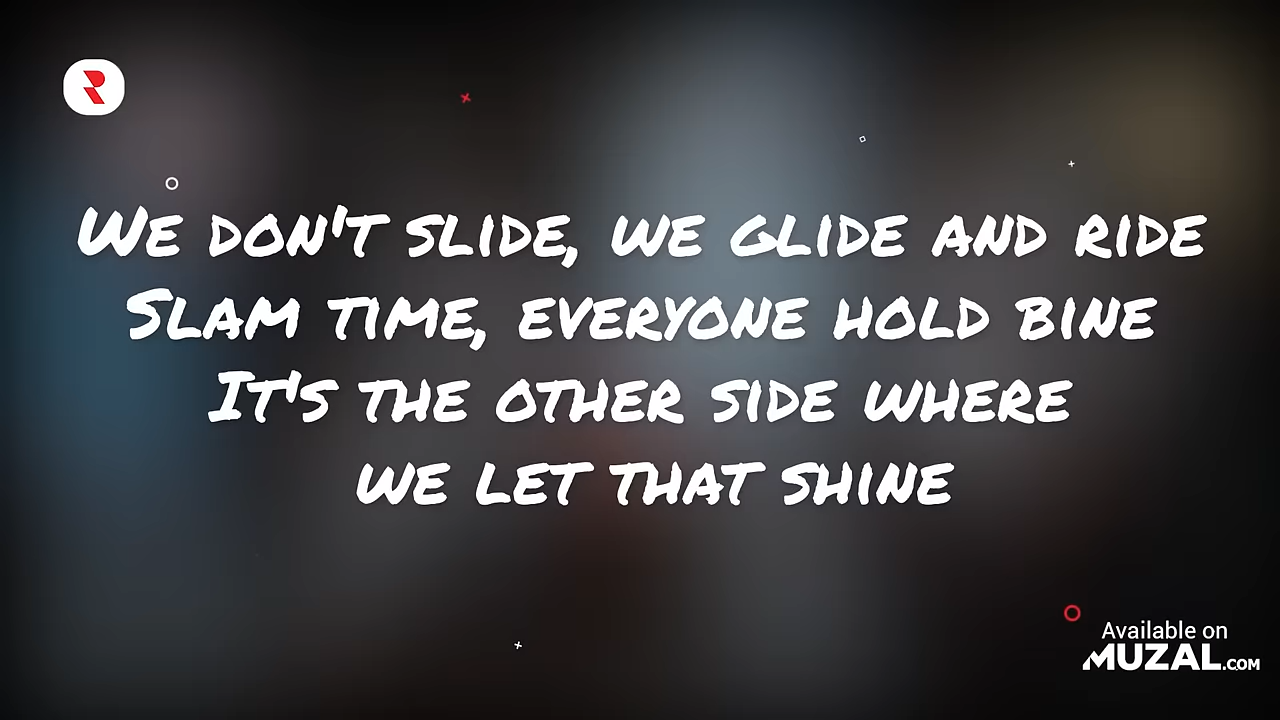 We don't slide, we glide and ride
Slam time, everyone hold bine
It's the other side where
we let that shine
Available on
MUZAL.COM